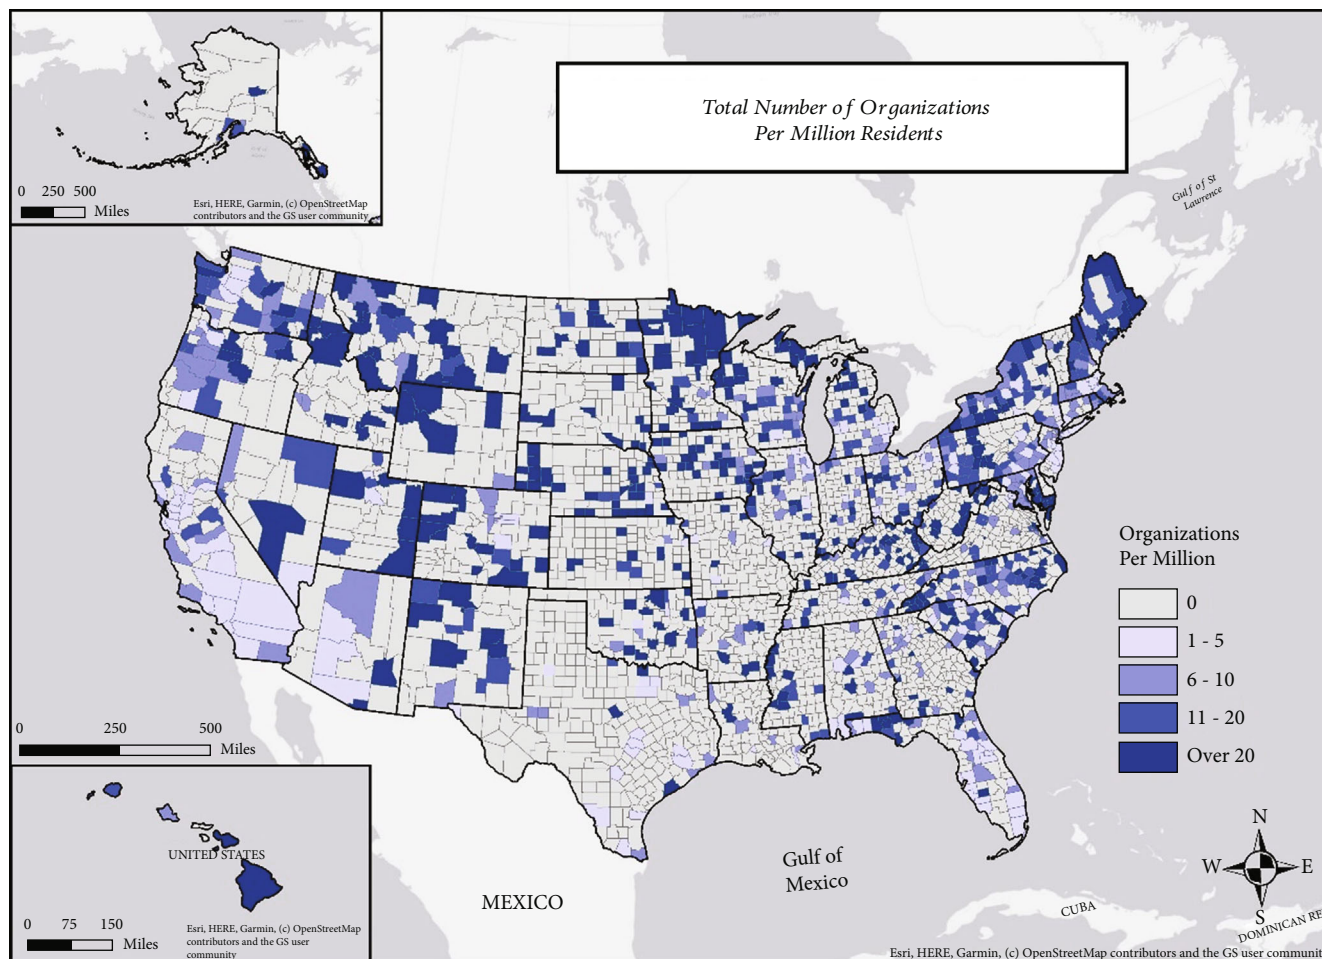 Total Number of Organizations
Per Million Residents
0 250 500
Miles
Esri, HERE, Garmin, (c) OpenStreetMap
contributors and the GS user community
Gulf of St
Lawrence
Organizations
Per Million
0
1 - 5
6 - 10
11 - 20
Over 20
0 250 500
Miles
UNITED STATES
0 75 150
Miles
Esri, HERE, Garmin, (c) OpenStreetMap
contributors and the GS user
community
Gulf of
Mexico
MEXICO
CUBA
N
W E
S
DOMINICAN RE
Esri, HERE, Garmin, (c) OpenStreetMap contributors and the GS user communit